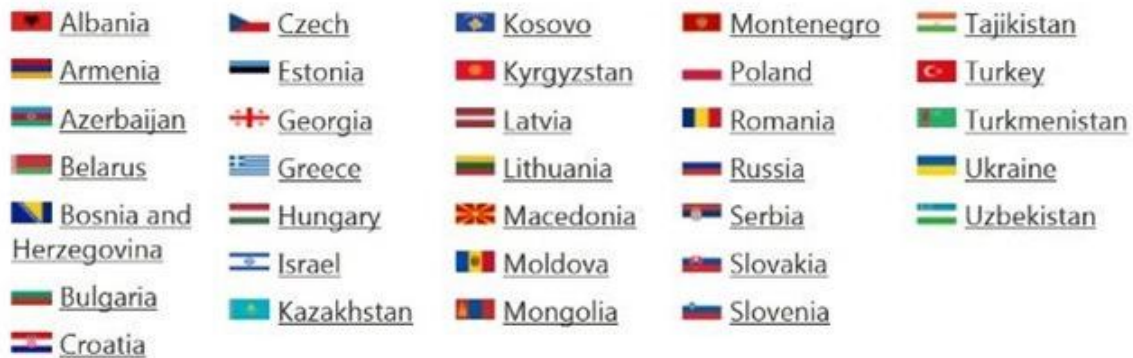 Albania
Armenia
Azerbaijan
Belarus
Bosnia and
Herzegovina
Bulgaria
Croatia
Czech
Estonia
Georgia
Greece
Hungary
Israel
Kazakhstan
Kosovo
Kyrgyzstan
Latvia
Lithuania
Macedonia
Moldova
Mongolia
Montenegro
Poland
Romania
Russia
Serbia
Slovakia
Slovenia
Tajikistan
Turkey
Turkmenistan
Ukraine
Uzbekistan